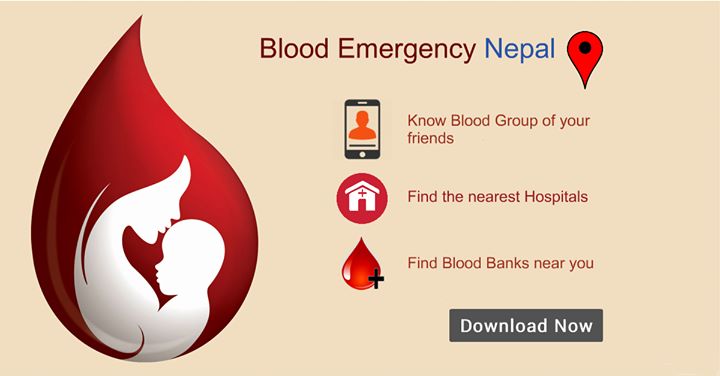 Blood Emergency Nepal
Know Blood Group of your
friends
Find the nearest Hospitals
Find Blood Banks near you
Download Now